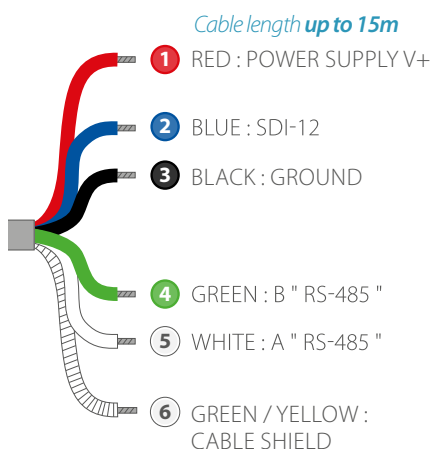 Cable length up to 15m
1 RED : POWER SUPPLY V+
2 BLUE : SDI-12
3 BLACK : GROUND
4 GREEN : B " RS-485 "
5 WHITE : A " RS-485 "
6 GREEN / YELLOW :
CABLE SHIELD